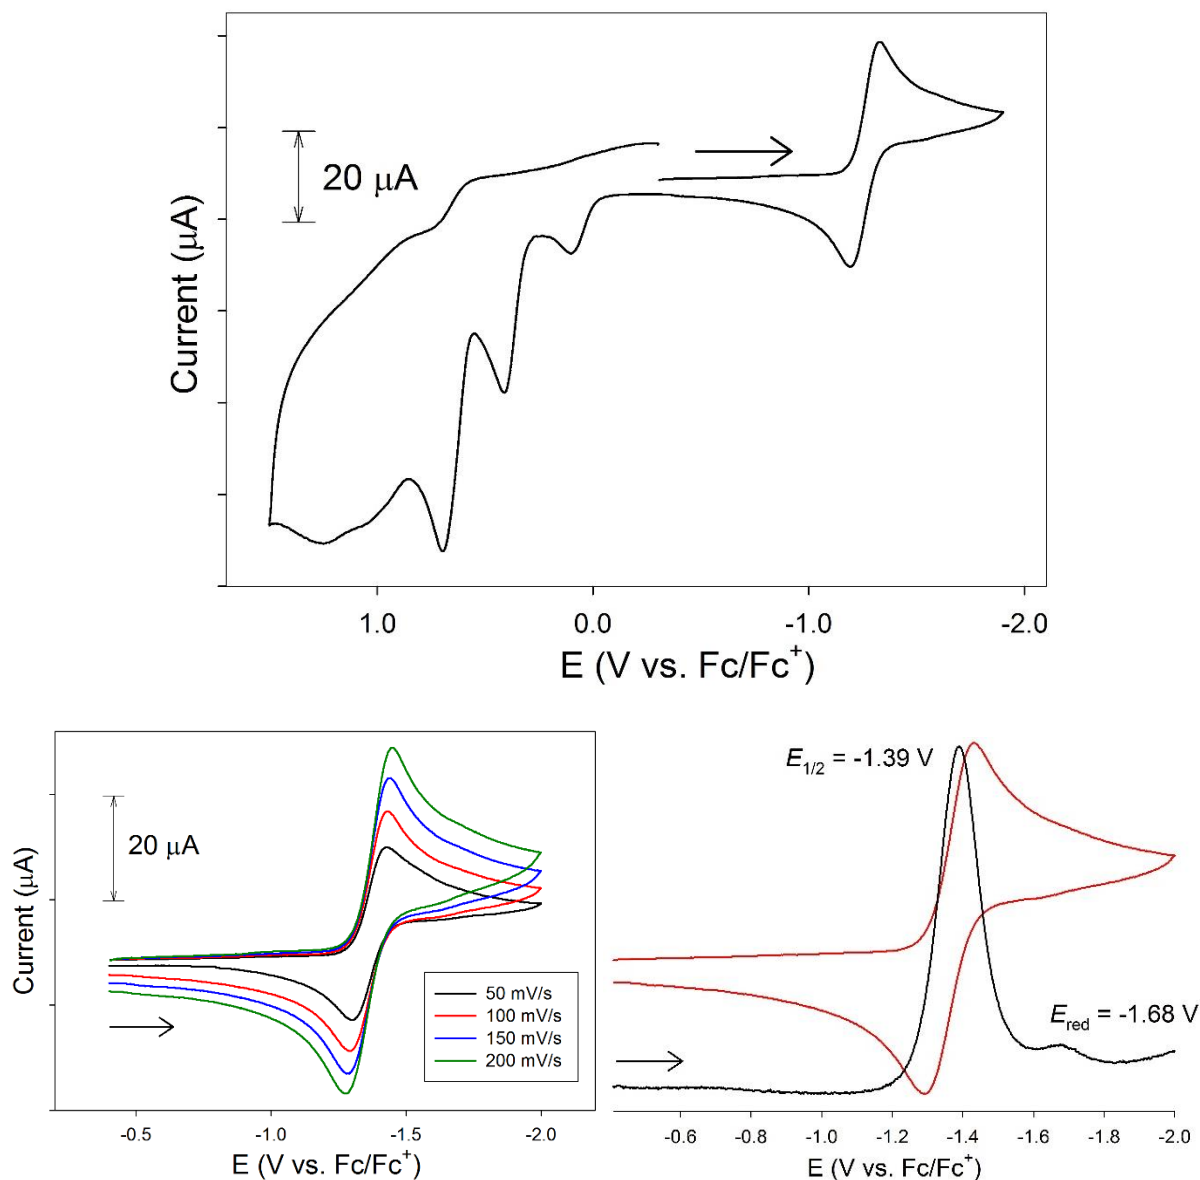 Current (μA)
20 μA
1.0 0.0 -1.0 -2.0
E (V vs. Fc/Fc⁺)
Current (μA)
20 μA
50 mV/s
100 mV/s
150 mV/s
200 mV/s
-0.5 -1.0 -1.5 -2.0
E (V vs. Fc/Fc⁺)
E1/2 = -1.39 V
Ered = -1.68 V
-0.6 -0.8 -1.0 -1.2 -1.4 -1.6 -1.8 -2.0
E (V vs. Fc/Fc⁺)